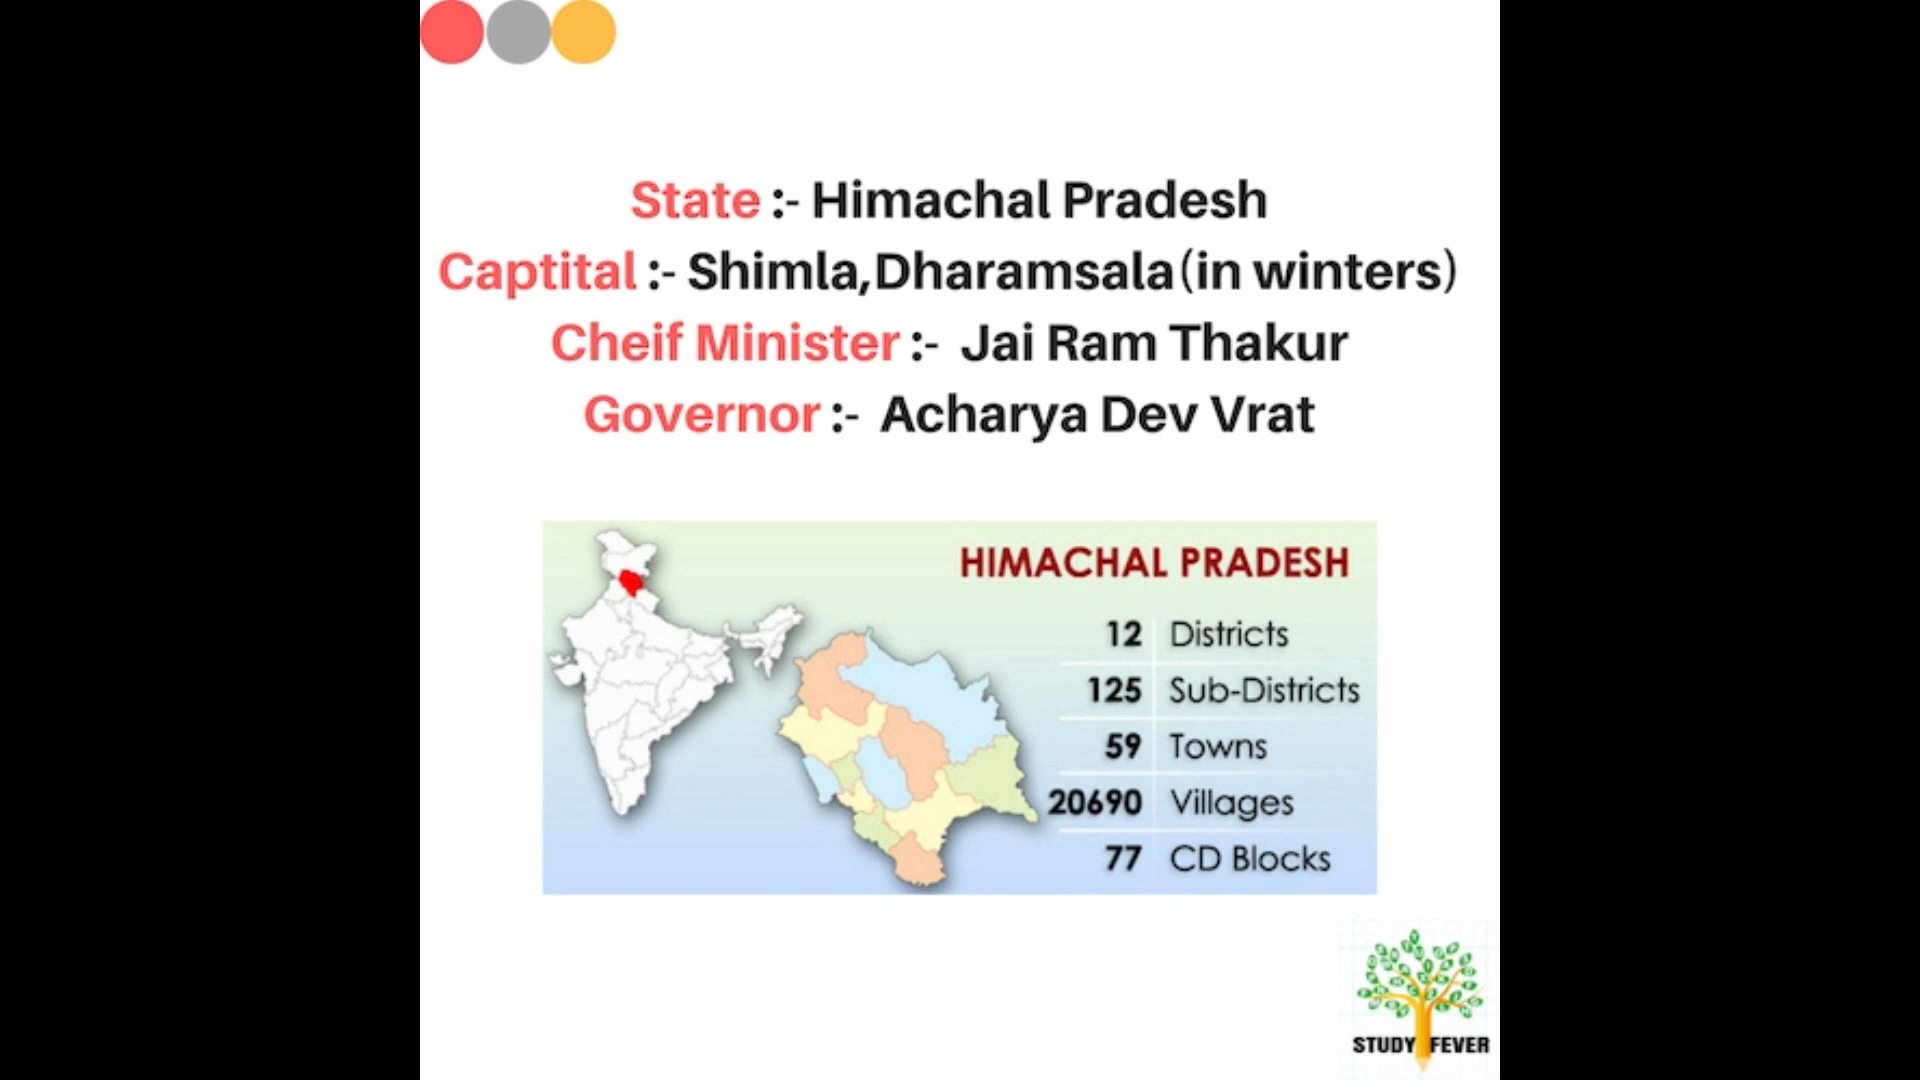 State :- Himachal Pradesh
Captital :- Shimla,Dharamsala(in winters)
Cheif Minister :- Jai Ram Thakur
Governor :- Acharya Dev Vrat
HIMACHAL PRADESH
12 Districts
125 Sub-Districts
59 Towns
20690 Villages
77 CD Blocks
STUDY FEVER